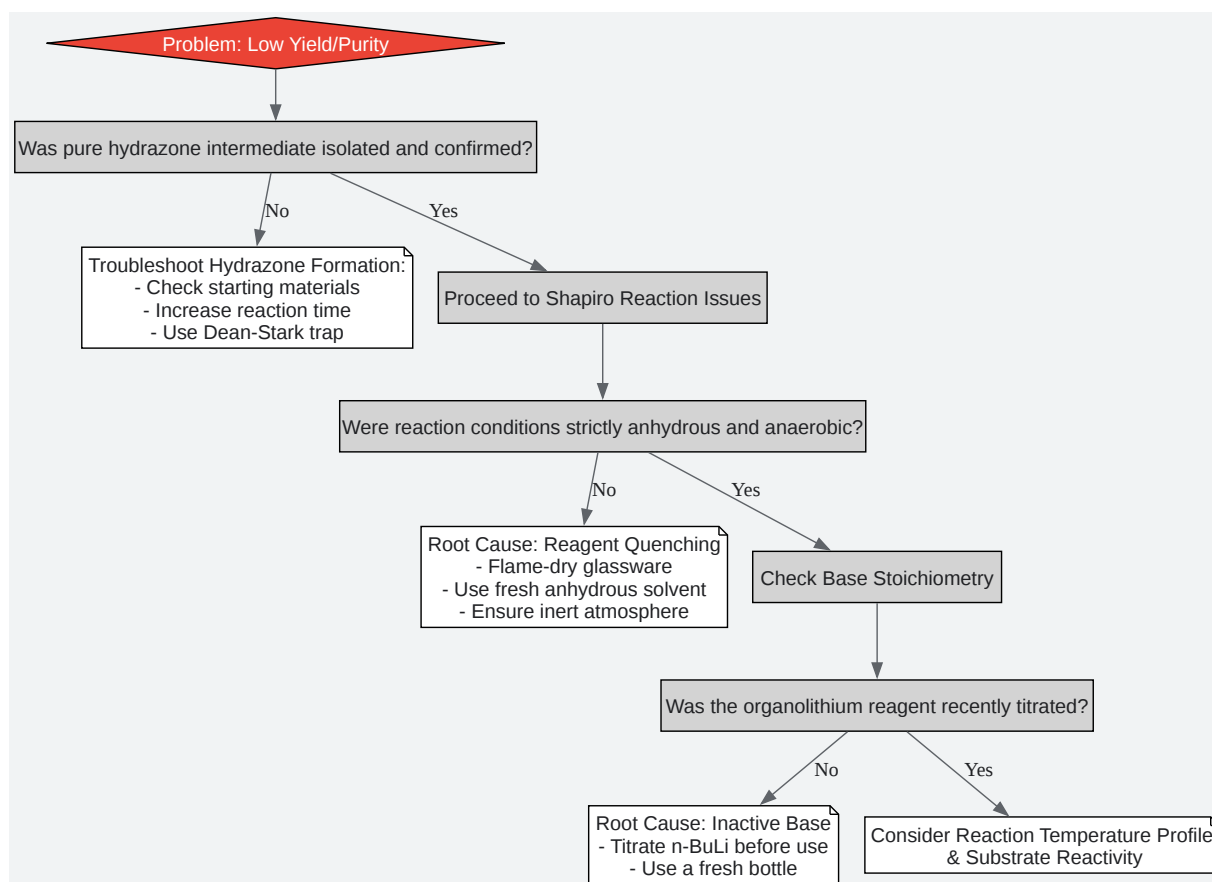 Problem: Low Yield/Purity
Was pure hydrazone intermediate isolated and confirmed?
No
Yes
Troubleshoot Hydrazone Formation:
- Check starting materials
- Increase reaction time
- Use Dean-Stark trap
Proceed to Shapiro Reaction Issues
Were reaction conditions strictly anhydrous and anaerobic?
No
Yes
Root Cause: Reagent Quenching
- Flame-dry glassware
- Use fresh anhydrous solvent
- Ensure inert atmosphere
Check Base Stoichiometry
Was the organolithium reagent recently titrated?
No
Yes
Root Cause: Inactive Base
- Titrate n-BuLi before use
- Use a fresh bottle
Consider Reaction Temperature Profile
& Substrate Reactivity